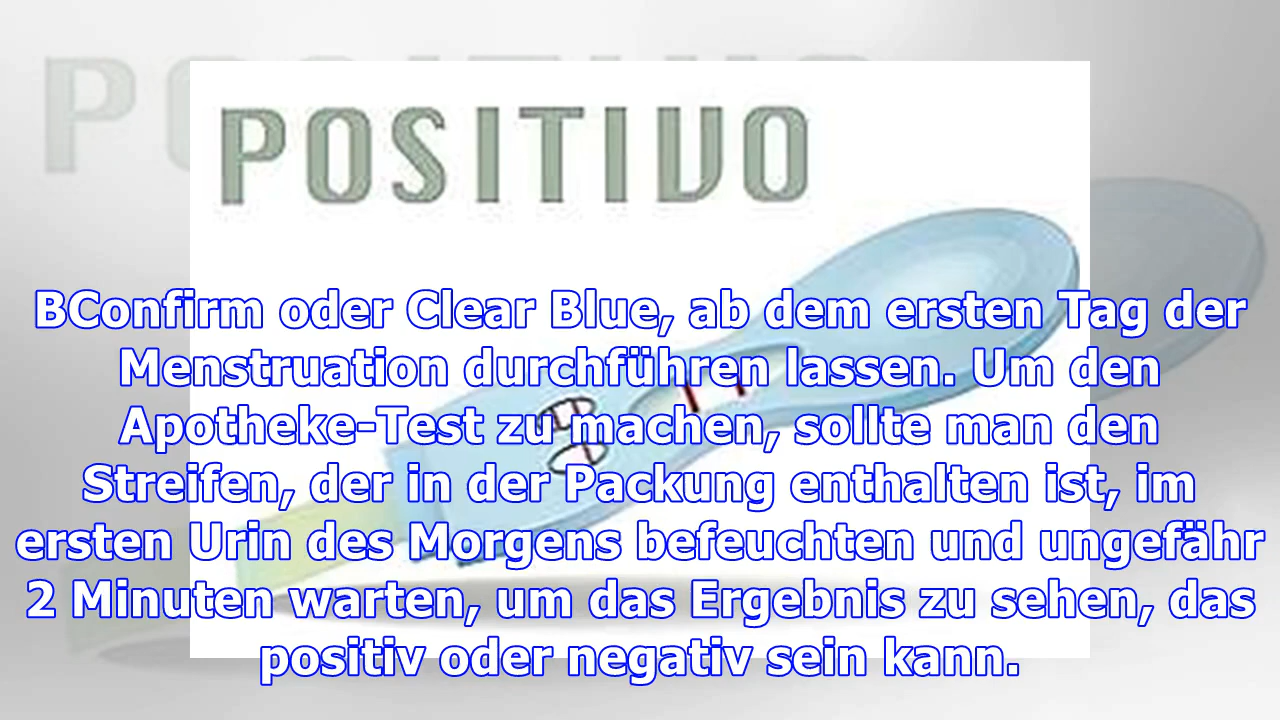 POSITIVO
BConfirm oder Clear Blue, ab dem ersten Tag der
Menstruation durchführen lassen. Um den
Apotheke-Test zu machen, sollte man den
Streifen, der in der Packung enthalten ist, im
ersten Urin des Morgens befeuchten und ungefähr
2 Minuten warten, um das Ergebnis zu sehen, das
positiv oder negativ sein kann.